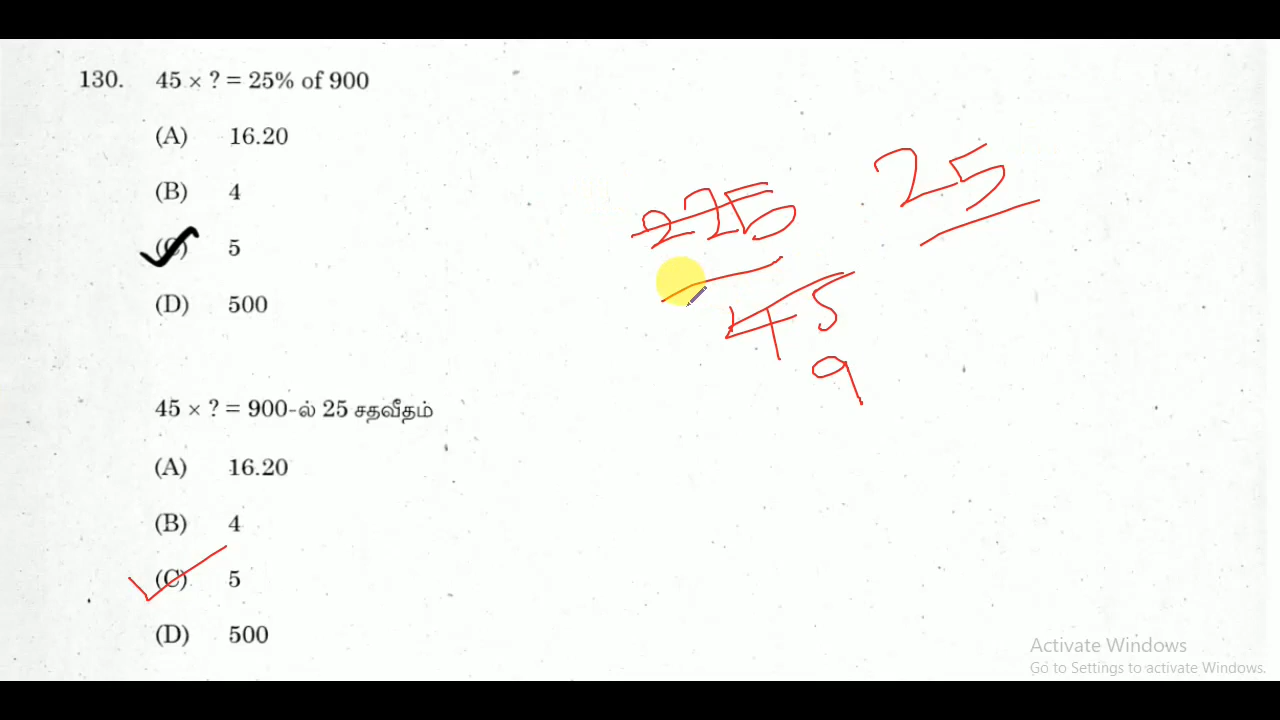 130. 45 × ? = 25% of 900
(A) 16.20
(B) 4
(C) 5
(D) 500
225
25
45
5
9
45 × ? = 900-ல் 25 சதவீதம்
(A) 16.20
(B) 4
(C) 5
(D) 500
Activate Windows
Go to Settings to activate Windows.